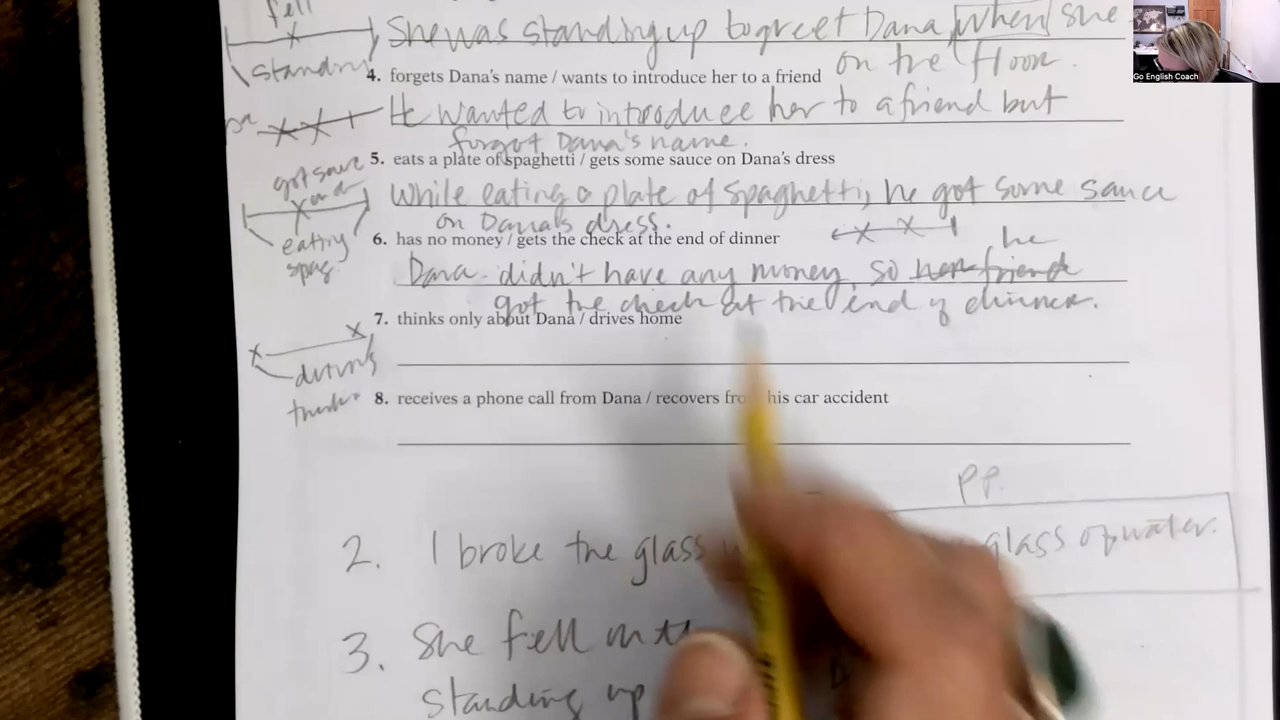 fell
She was standing up to greet Dana, when she
standing
4. forgets Dana's name / wants to introduce her to a friend
on the floor.
He wanted to introduce her to a friend but
forgot Dana's name.
5. eats a plate of spaghetti / gets some sauce on Dana's dress
got sauce
on d
While eating a plate of spaghetti, he got some sauce
on Dana's dress.
eating
spag.
6. has no money / gets the check at the end of dinner
, he
Dana didn't have any money so her friend
got the check at the end of dinner.
7. thinks only about Dana / drives home
driving
8. receives a phone call from Dana / recovers from his car accident
PP.
2. I broke the glass glass of water.
3. She fell on th
standing up
Go English Coach